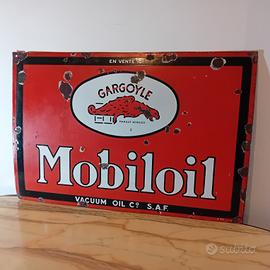 EN VENTE ICI
GARGOYLE
Mobiloil
VACUUM OIL Cº S.A.F.
subito